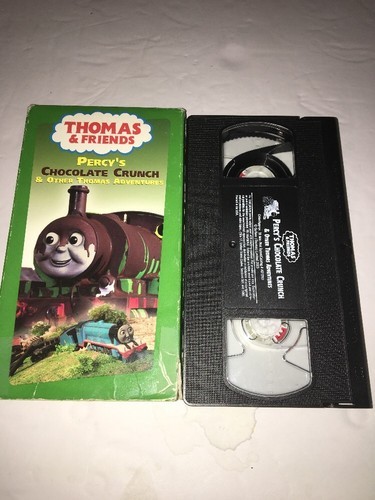 THOMAS
& FRIENDS
PERCY'S
CHOCOLATE CRUNCH
& OTHER THOMAS ADVENTURES
THOMAS
& FRIENDS
PERCY'S CHOCOLATE CRUNCH
& OTHER THOMAS ADVENTURES